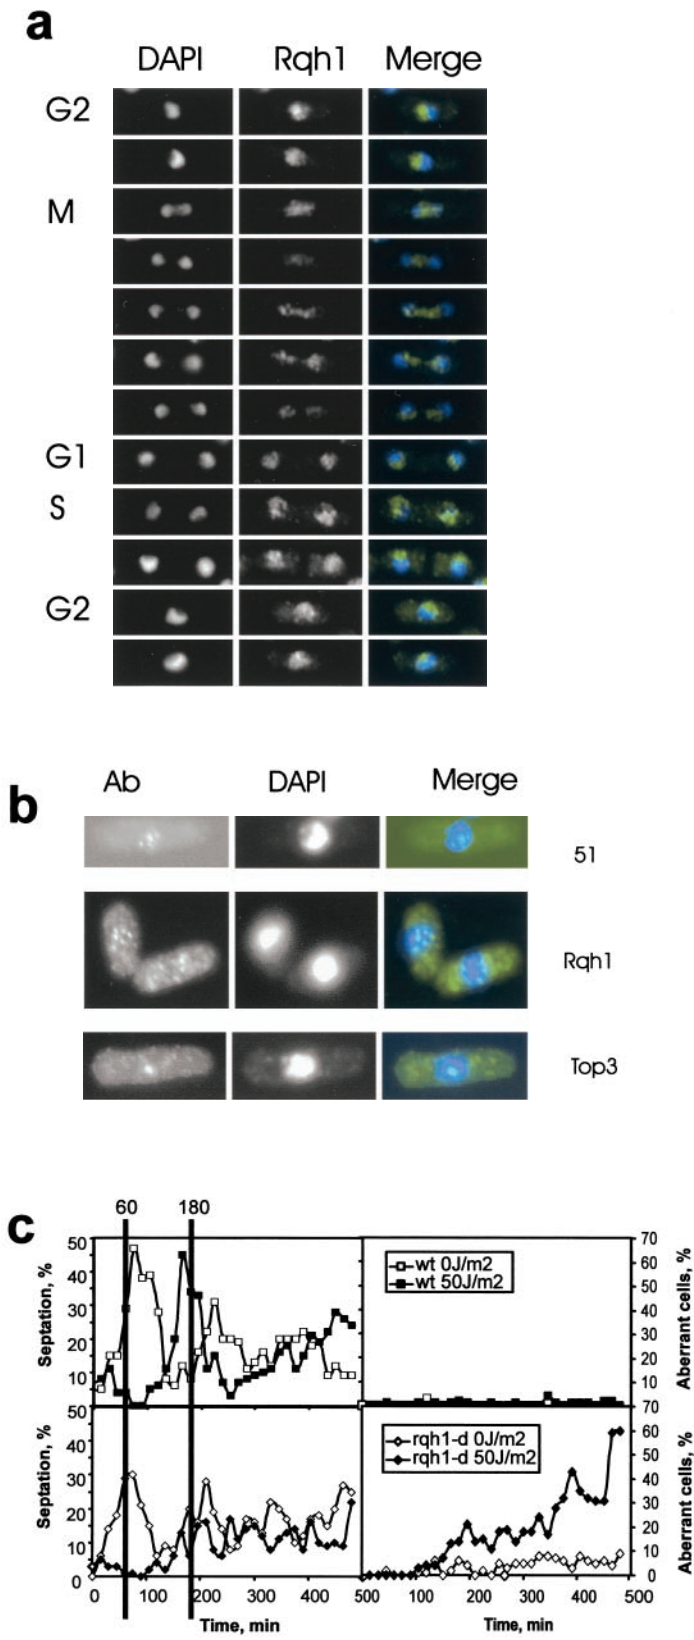 a
DAPI Rqh1 Merge
G2
M
G1
S
G2
b
Ab DAPI Merge
51
Rqh1
Top3
c
60 180
Septation, %
50
40
30
20
10
wt 0J/m2
wt 50J/m2
70
60
50
40
30
20
10
Aberrant cells, %
Septation, %
50
40
30
20
10
0
rqh1-d 0J/m2
rqh1-d 50J/m2
70
60
50
40
30
20
10
0
Aberrant cells, %
0 100 200 300 400 500
Time, min
00 100 200 300 400 500
Time, min